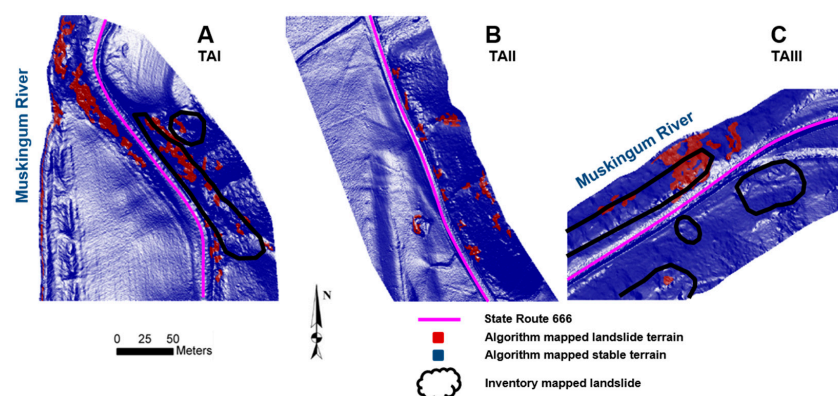 A
TAI
B
TAII
C
TAIII
Muskingum River
Muskingum River
N
0 25 50
Meters
State Route 666
Algorithm mapped landslide terrain
Algorithm mapped stable terrain
Inventory mapped landslide